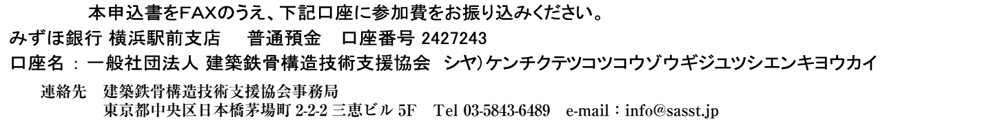 本申込書をFAXのうえ、下記口座に参加費をお振り込みください。
みずほ銀行 横浜駅前支店　普通預金　口座番号 2427243
口座名 : 一般社団法人 建築鉄骨構造技術支援協会　シヤ)ケンチクテツコツコウゾウギジユツシエンキヨウカイ
連絡先　建築鉄骨構造技術支援協会事務局
東京都中央区日本橋茅場町 2-2-2 三恵ビル 5F　Tel 03-5843-6489　e-mail：info@sasst.jp